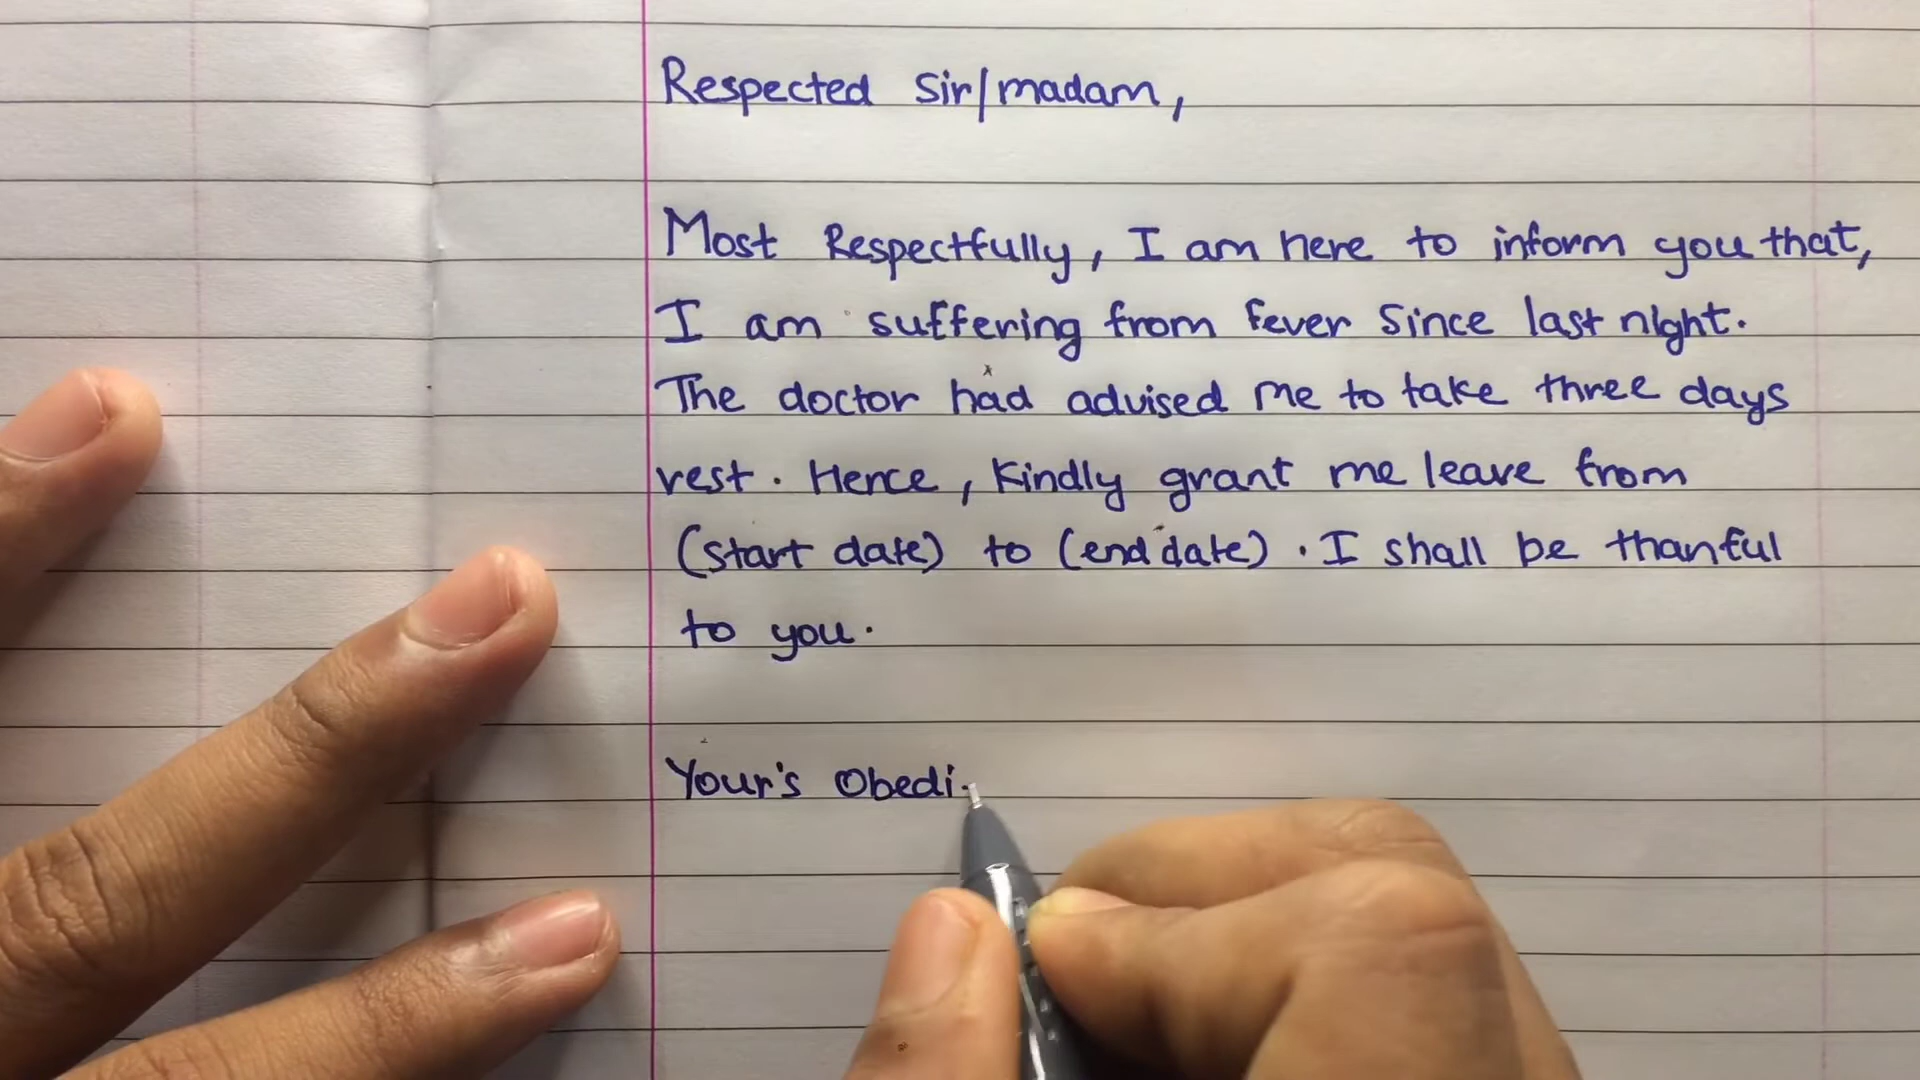 Respected Sir/madam,
Most Respectfully, I am here to inform you that,
I am suffering from fever Since last night.
The doctor had advised me to take three days
rest. Hence, Kindly grant me leave from
(start date) to (end date). I shall be thanful
to you.
Your's Obedi